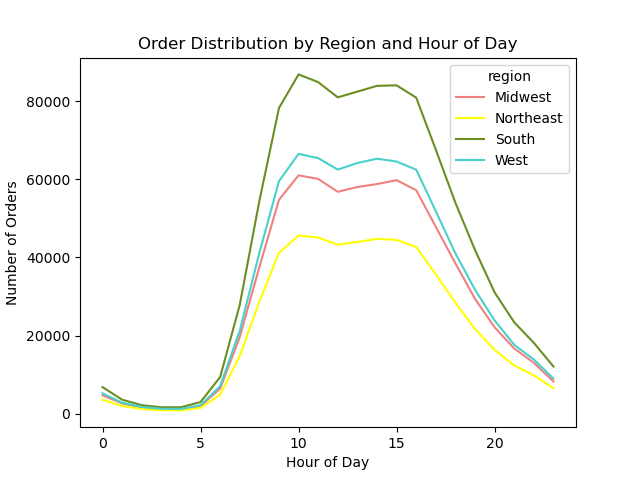 Order Distribution by Region and Hour of Day
region
Midwest
Northeast
South
West
Number of Orders
80000
60000
40000
20000
0
0 5 10 15 20
Hour of Day